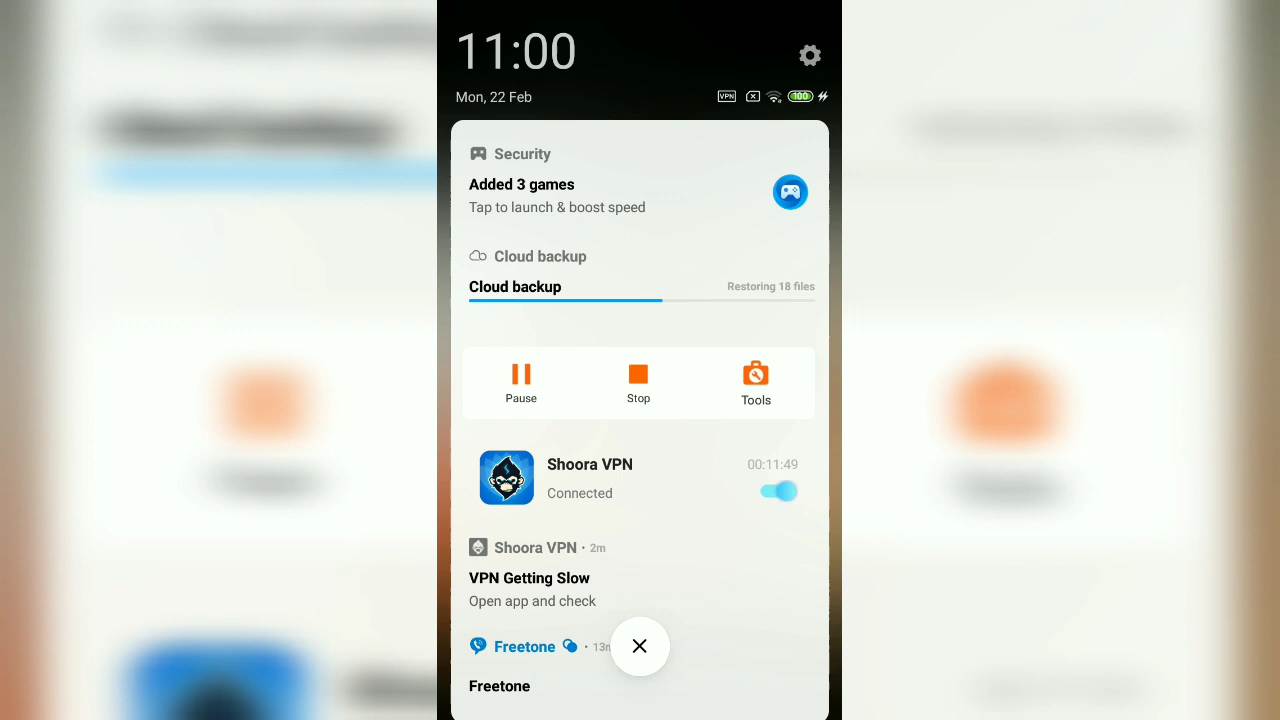 11:00
Mon, 22 Feb
VPN
100
Security
Added 3 games
Tap to launch & boost speed
Cloud backup
Cloud backup
Restoring 18 files
Pause
Stop
Tools
Shoora VPN
00:11:49
Connected
Shoora VPN • 2m
VPN Getting Slow
Open app and check
Freetone • 13m
Freetone